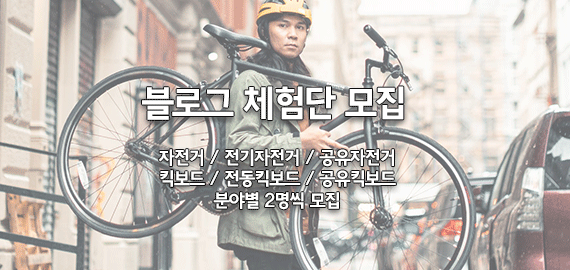 블로그 체험단 모집
자전거 / 전기자전거 / 공유자전거
킥보드 / 전동킥보드 / 공유킥보드
분야별 2명씩 모집